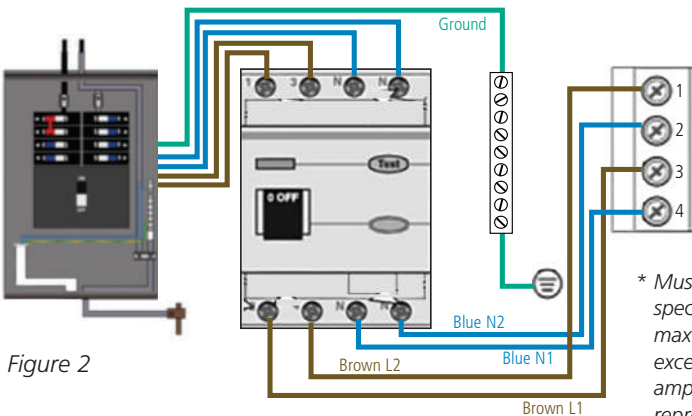 Ground
1 3 N N
Test
0 OFF
N N
1
2
3
4
Blue N2
Blue N1
Brown L2
Brown L1
Figure 2
* Mus
spec
max
exce
amp
repr